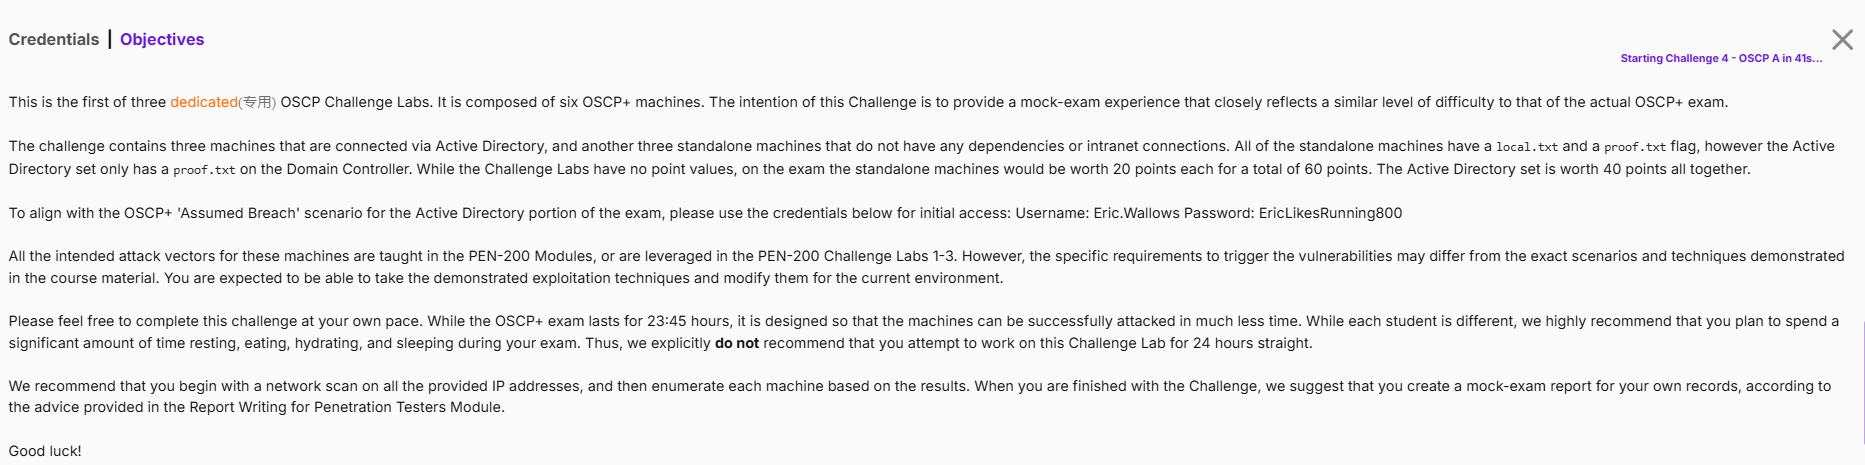 Credentials | Objectives
Starting Challenge 4 - OSCP A in 41s...
This is the first of three dedicated(专用) OSCP Challenge Labs. It is composed of six OSCP+ machines. The intention of this Challenge is to provide a mock-exam experience that closely reflects a similar level of difficulty to that of the actual OSCP+ exam.
The challenge contains three machines that are connected via Active Directory, and another three standalone machines that do not have any dependencies or intranet connections. All of the standalone machines have a local.txt and a proof.txt flag, however the Active
Directory set only has a proof.txt on the Domain Controller. While the Challenge Labs have no point values, on the exam the standalone machines would be worth 20 points each for a total of 60 points. The Active Directory set is worth 40 points all together.
To align with the OSCP+ 'Assumed Breach' scenario for the Active Directory portion of the exam, please use the credentials below for initial access: Username: Eric.Wallows Password: EricLikesRunning800
All the intended attack vectors for these machines are taught in the PEN-200 Modules, or are leveraged in the PEN-200 Challenge Labs 1-3. However, the specific requirements to trigger the vulnerabilities may differ from the exact scenarios and techniques demonstrated
in the course material. You are expected to be able to take the demonstrated exploitation techniques and modify them for the current environment.
Please feel free to complete this challenge at your own pace. While the OSCP+ exam lasts for 23:45 hours, it is designed so that the machines can be successfully attacked in much less time. While each student is different, we highly recommend that you plan to spend a
significant amount of time resting, eating, hydrating, and sleeping during your exam. Thus, we explicitly do not recommend that you attempt to work on this Challenge Lab for 24 hours straight.
We recommend that you begin with a network scan on all the provided IP addresses, and then enumerate each machine based on the results. When you are finished with the Challenge, we suggest that you create a mock-exam report for your own records, according to
the advice provided in the Report Writing for Penetration Testers Module.
Good luck!